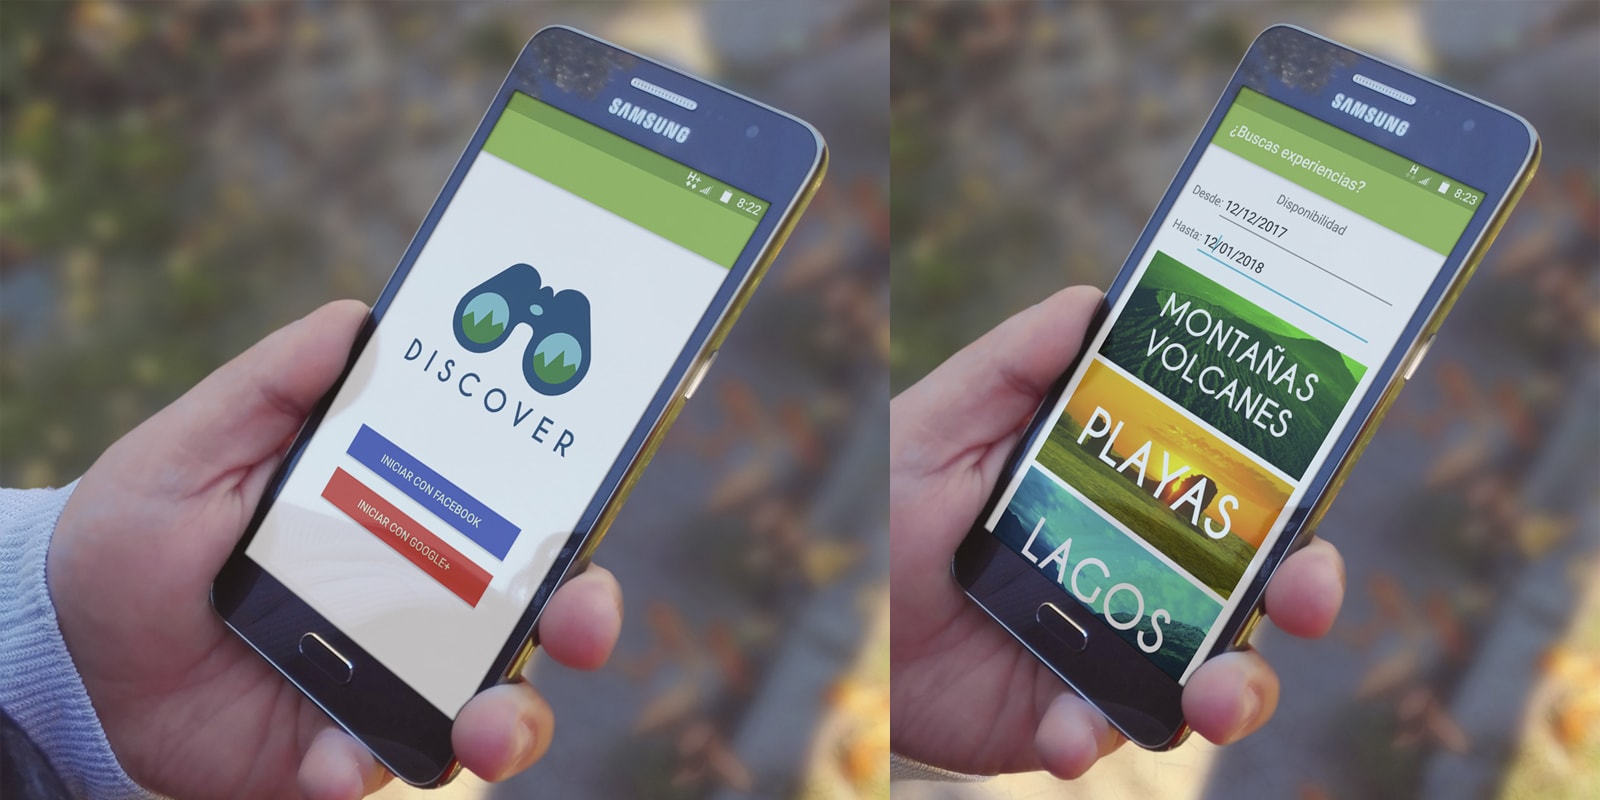 SAMSUNG
H+
8:22
DISCOVER
INICIAR CON FACEBOOK
INICIAR CON GOOGLE+
SAMSUNG
H
8:23
¿Buscas experiencias?
Disponibilidad
Desde: 12/12/2017
Hasta: 12/01/2018
MONTAÑAS
VOLCANES
PLAYAS
LAGOS